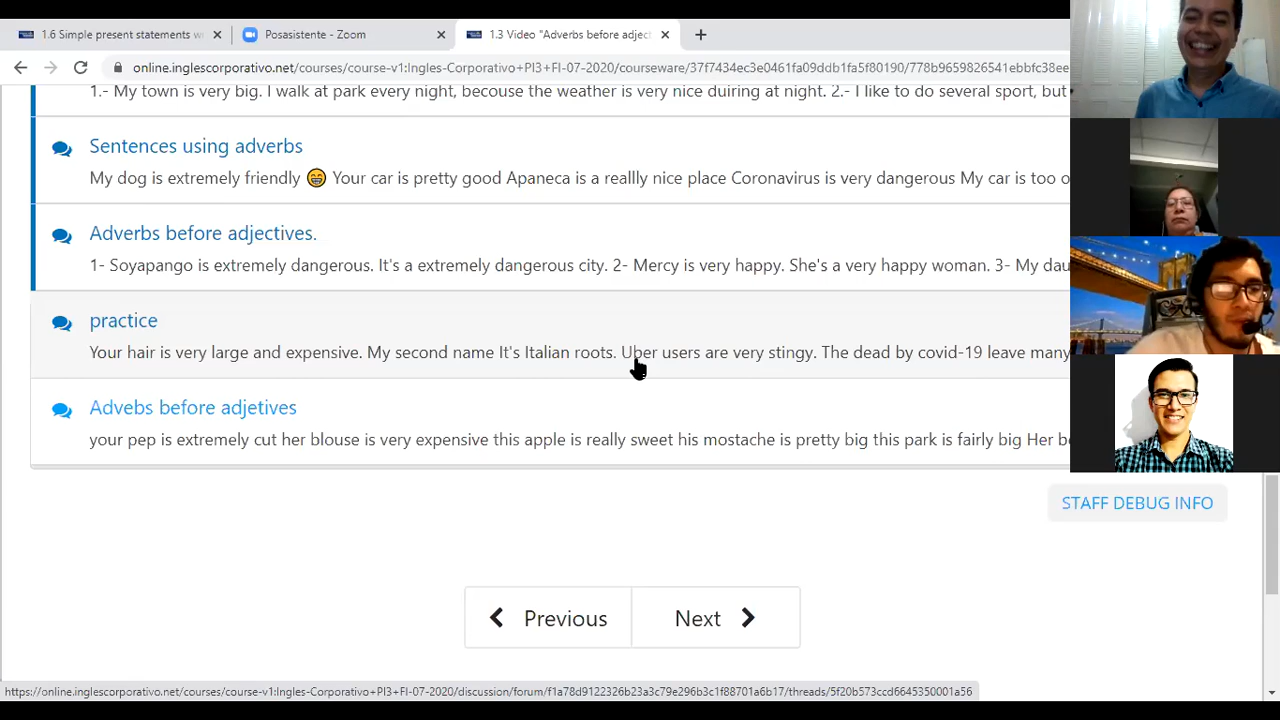 1.6 Simple present statements w
Posasistente - Zoom
1.3 Video "Adverbs before adject
online.inglescorporativo.net/courses/course-v1:Ingles-Corporativo+PI3+FI-07-2020/courseware/37f7434ec3e0461fa09ddb1fa5f80190/778b9659826541ebbfc38ee
1.- My town is very big. I walk at park every night, becouse the weather is very nice duiring at night. 2.- I like to do several sport, but
Sentences using adverbs
My dog is extremely friendly 😁 Your car is pretty good Apaneca is a reallly nice place Coronavirus is very dangerous My car is too o
Adverbs before adjectives.
1- Soyapango is extremely dangerous. It's a extremely dangerous city. 2- Mercy is very happy. She's a very happy woman. 3- My dau
practice
Your hair is very large and expensive. My second name It's Italian roots. Uber users are very stingy. The dead by covid-19 leave many
Advebs before adjetives
your pep is extremely cut her blouse is very expensive this apple is really sweet his mostache is pretty big this park is fairly big Her b
STAFF DEBUG INFO
Previous
Next
https://online.inglescorporativo.net/courses/course-v1:Ingles-Corporativo+PI3+FI-07-2020/discussion/forum/f1a78d9122326b23a3c79e296b3c1f88701a6b17/threads/5f20b573ccd6645350001a56